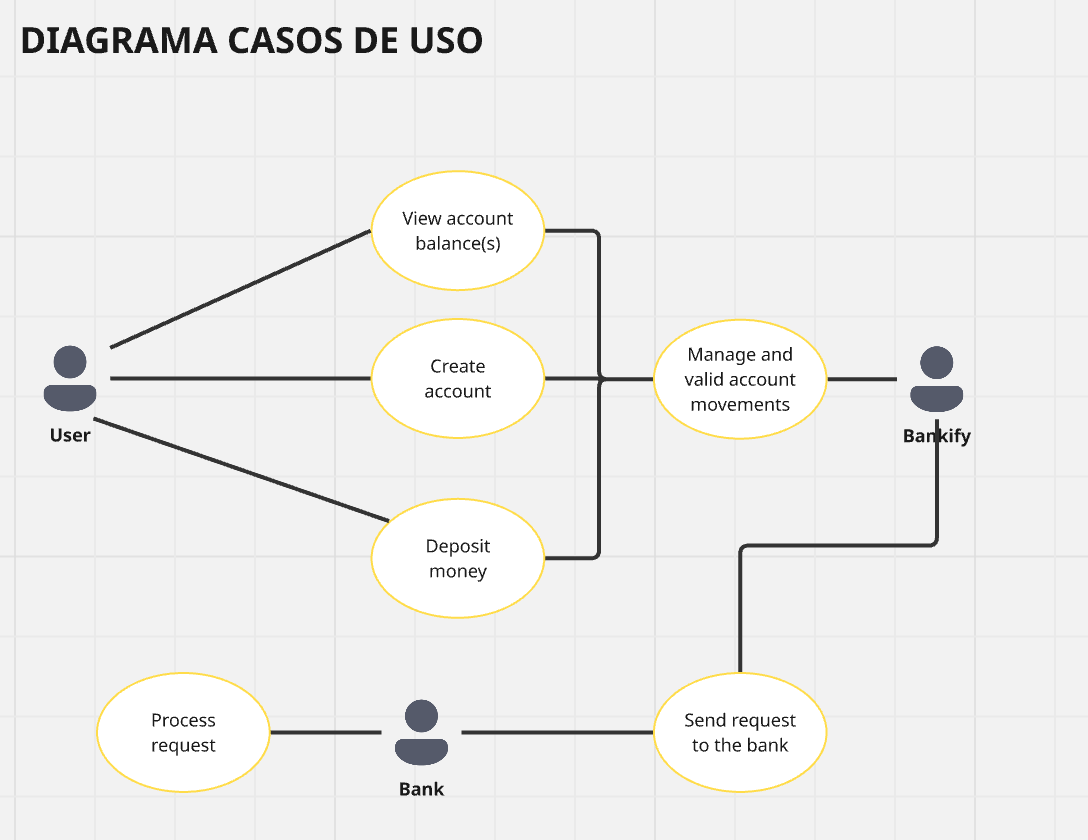 DIAGRAMA CASOS DE USO
View account
balance(s)
Create
account
Manage and
valid account
movements
User
Bankify
Deposit
money
Process
request
Send request
to the bank
Bank